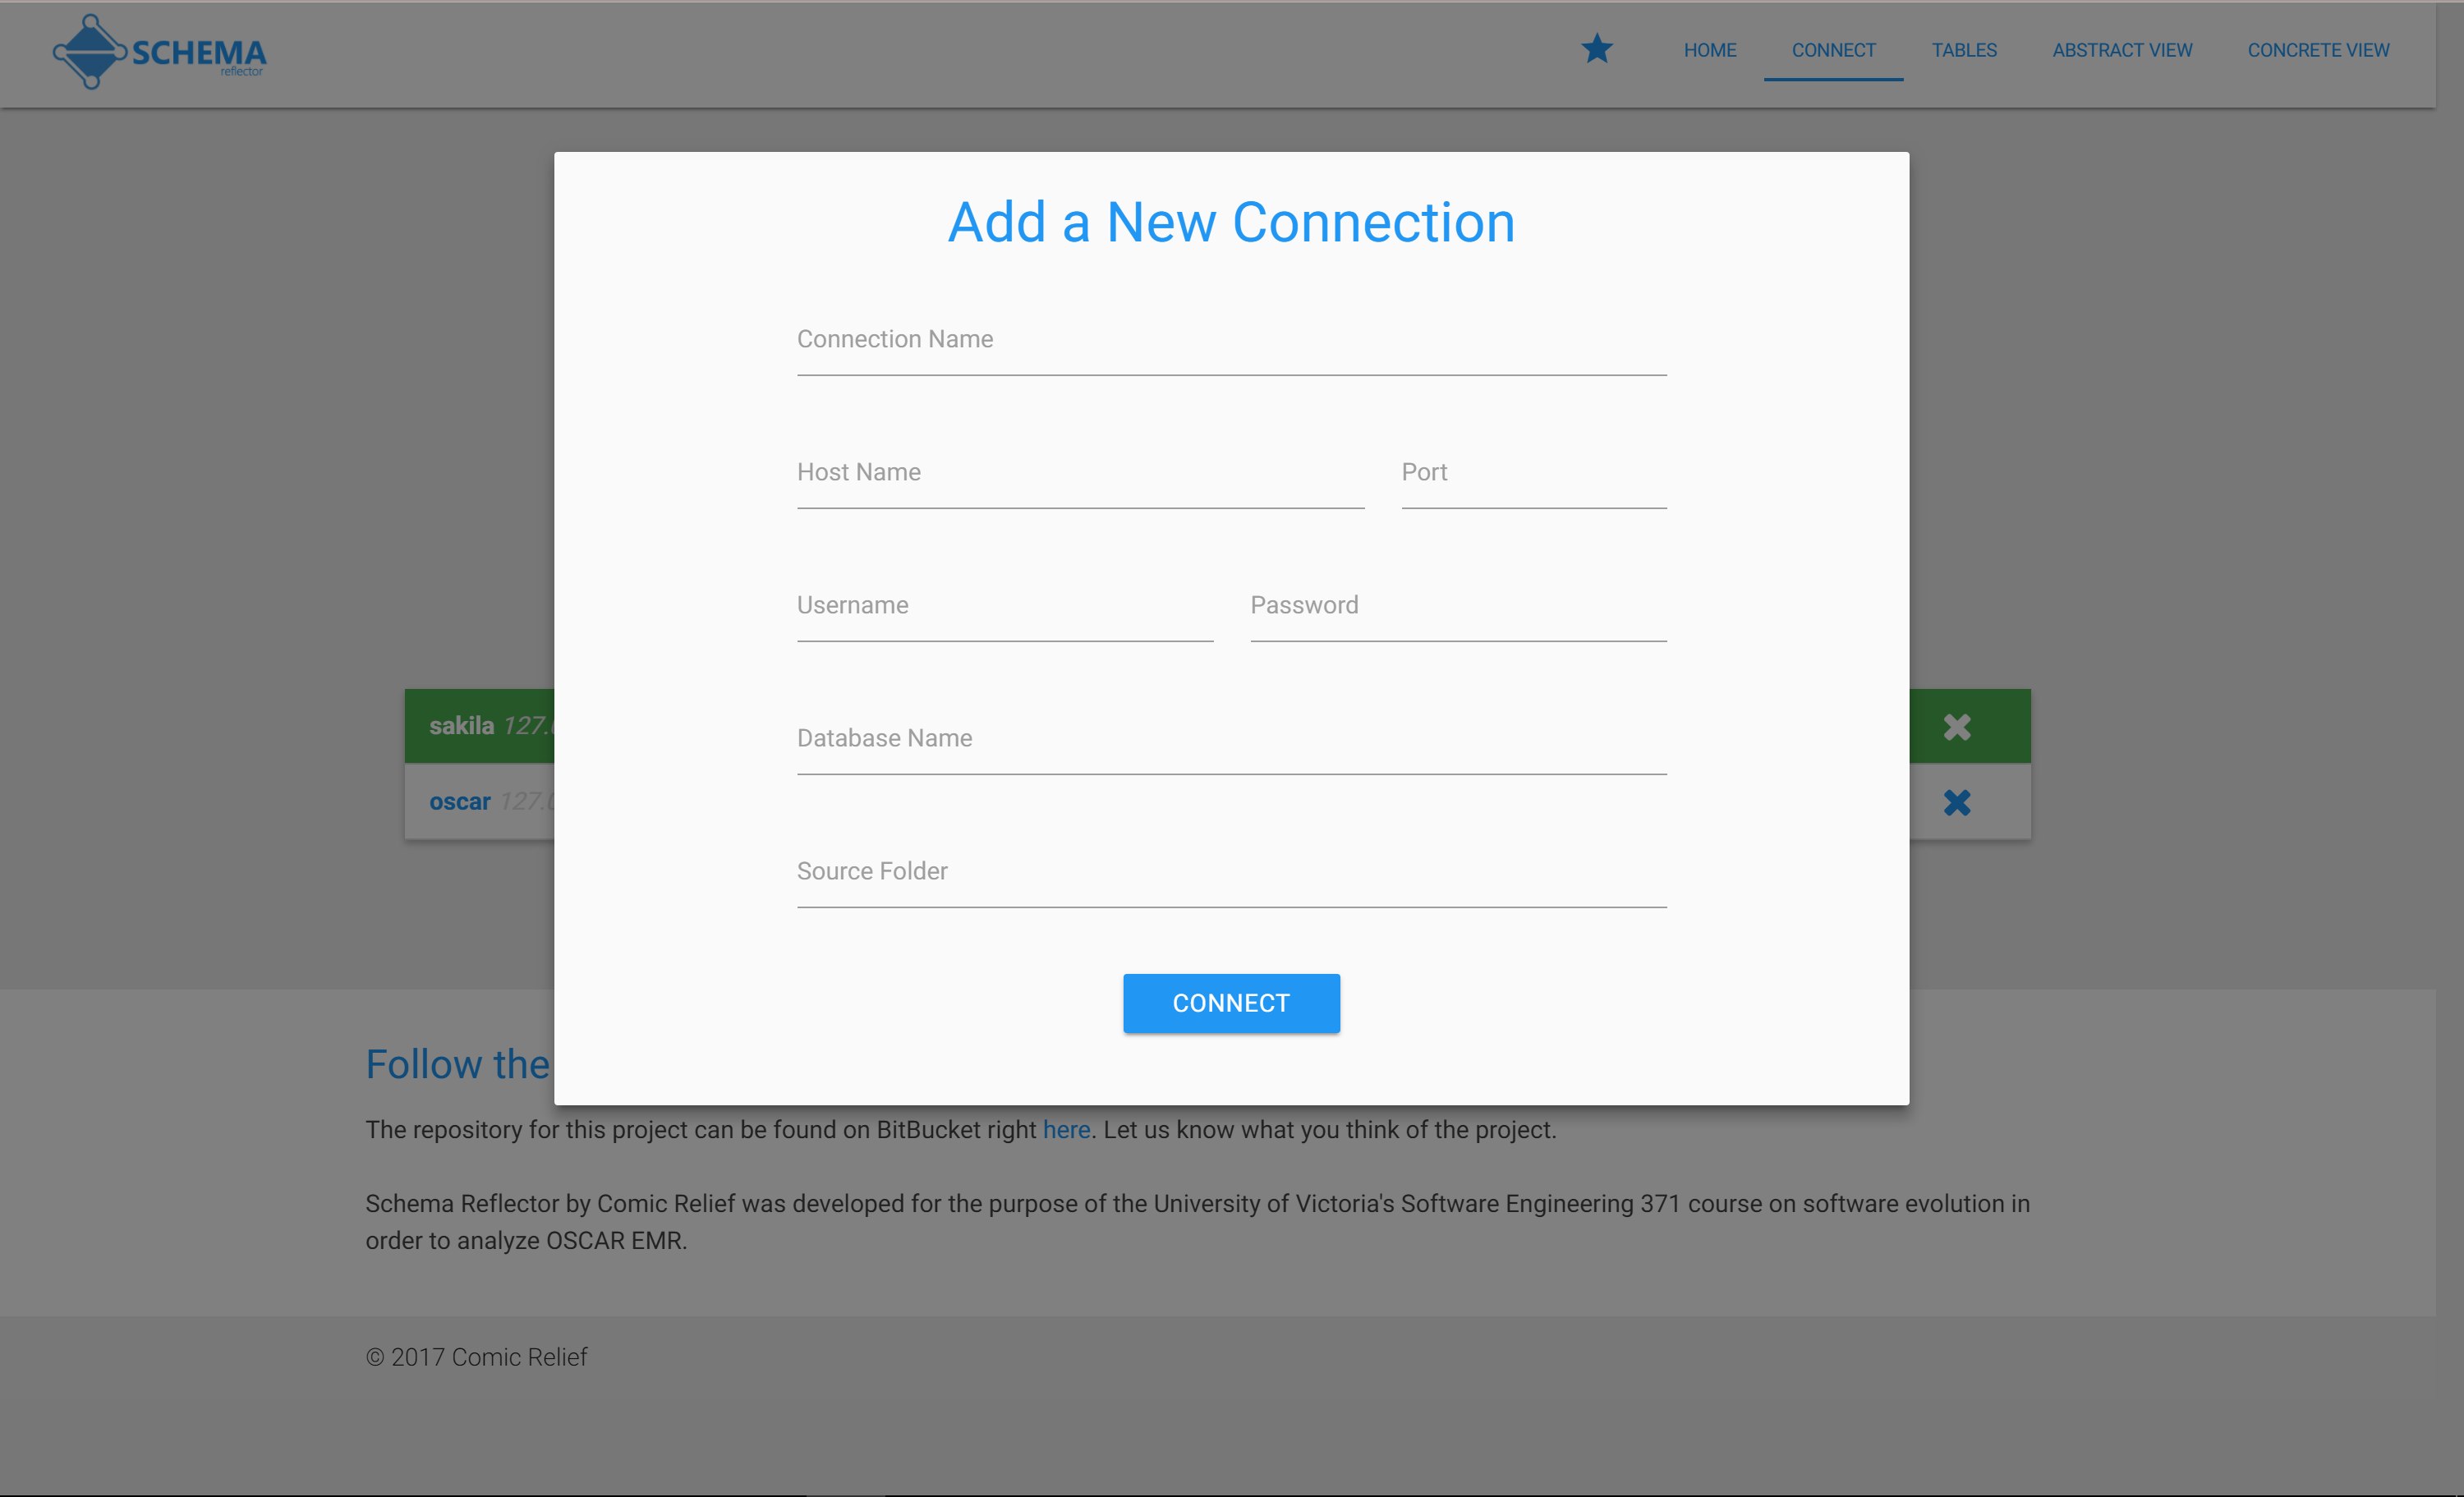 SCHEMA
reflector
HOME CONNECT TABLES ABSTRACT VIEW CONCRETE VIEW
Add a New Connection
Connection Name
Host Name Port
Username Password
sakila 127.
oscar 127.
Database Name
Source Folder
CONNECT
Follow the
The repository for this project can be found on BitBucket right here. Let us know what you think of the project.
Schema Reflector by Comic Relief was developed for the purpose of the University of Victoria's Software Engineering 371 course on software evolution in
order to analyze OSCAR EMR.
© 2017 Comic Relief